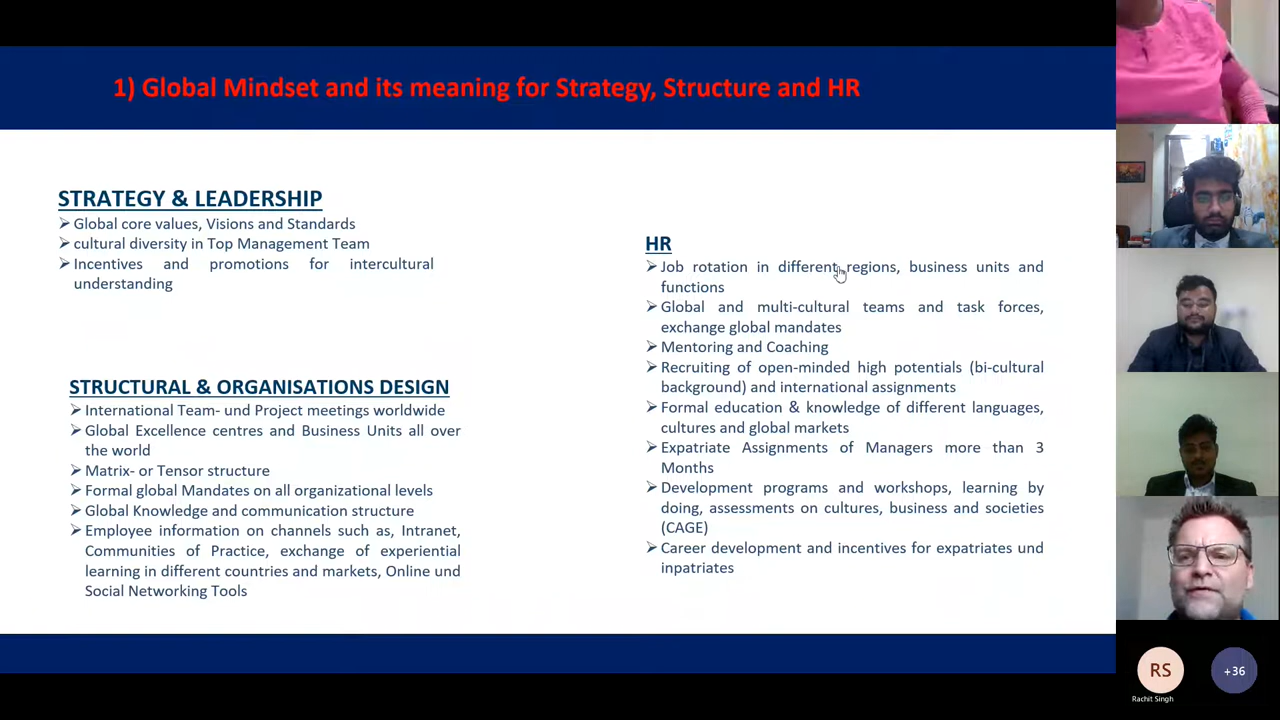 1) Global Mindset and its meaning for Strategy, Structure and HR
STRATEGY & LEADERSHIP
➢ Global core values, Visions and Standards
➢ cultural diversity in Top Management Team
➢ Incentives and promotions for intercultural
understanding
STRUCTURAL & ORGANISATIONS DESIGN
➢ International Team- und Project meetings worldwide
➢ Global Excellence centres and Business Units all over
the world
➢ Matrix- or Tensor structure
➢ Formal global Mandates on all organizational levels
➢ Global Knowledge and communication structure
➢ Employee information on channels such as, Intranet,
Communities of Practice, exchange of experiential
learning in different countries and markets, Online und
Social Networking Tools
HR
➢ Job rotation in different regions, business units and
functions
➢ Global and multi-cultural teams and task forces,
exchange global mandates
➢ Mentoring and Coaching
➢ Recruiting of open-minded high potentials (bi-cultural
background) and international assignments
➢ Formal education & knowledge of different languages,
cultures and global markets
➢ Expatriate Assignments of Managers more than 3
Months
➢ Development programs and workshops, learning by
doing, assessments on cultures, business and societies
(CAGE)
➢ Career development and incentives for expatriates und
inpatriates
RS
Rachit Singh
+36